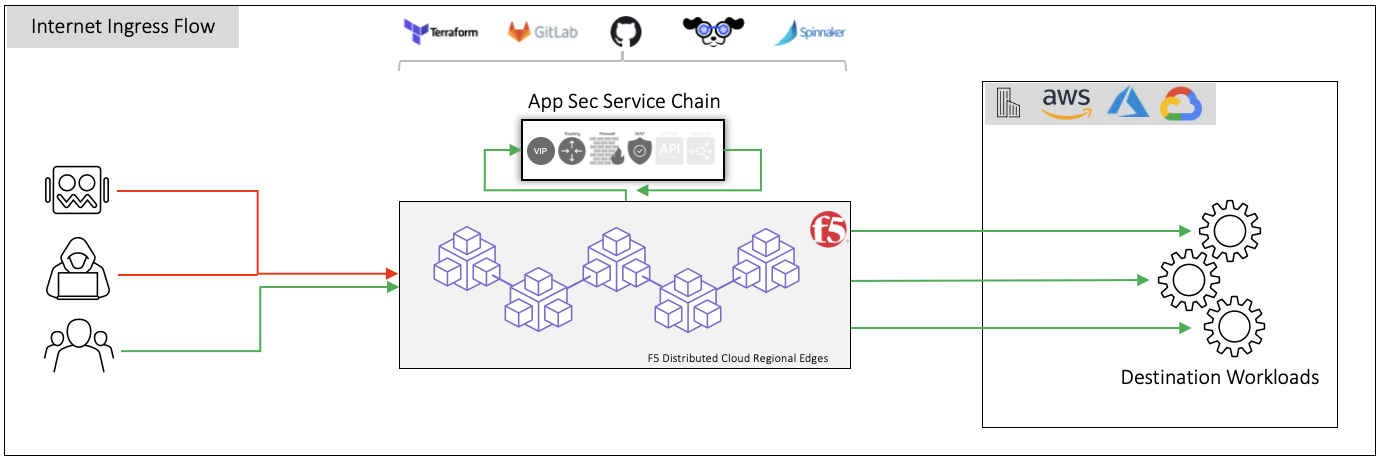 Internet Ingress Flow
Terraform
GitLab
Spinnaker
App Sec Service Chain
Routing
Firewall
WAF
VIP
API
aws
f5
F5 Distributed Cloud Regional Edges
Destination Workloads